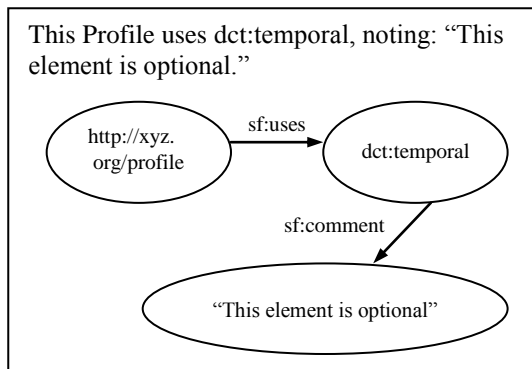 This Profile uses dct:temporal, noting: “This
element is optional.”
sf:uses
http://xyz.
org/profile
dct:temporal
sf:comment
“This element is optional”